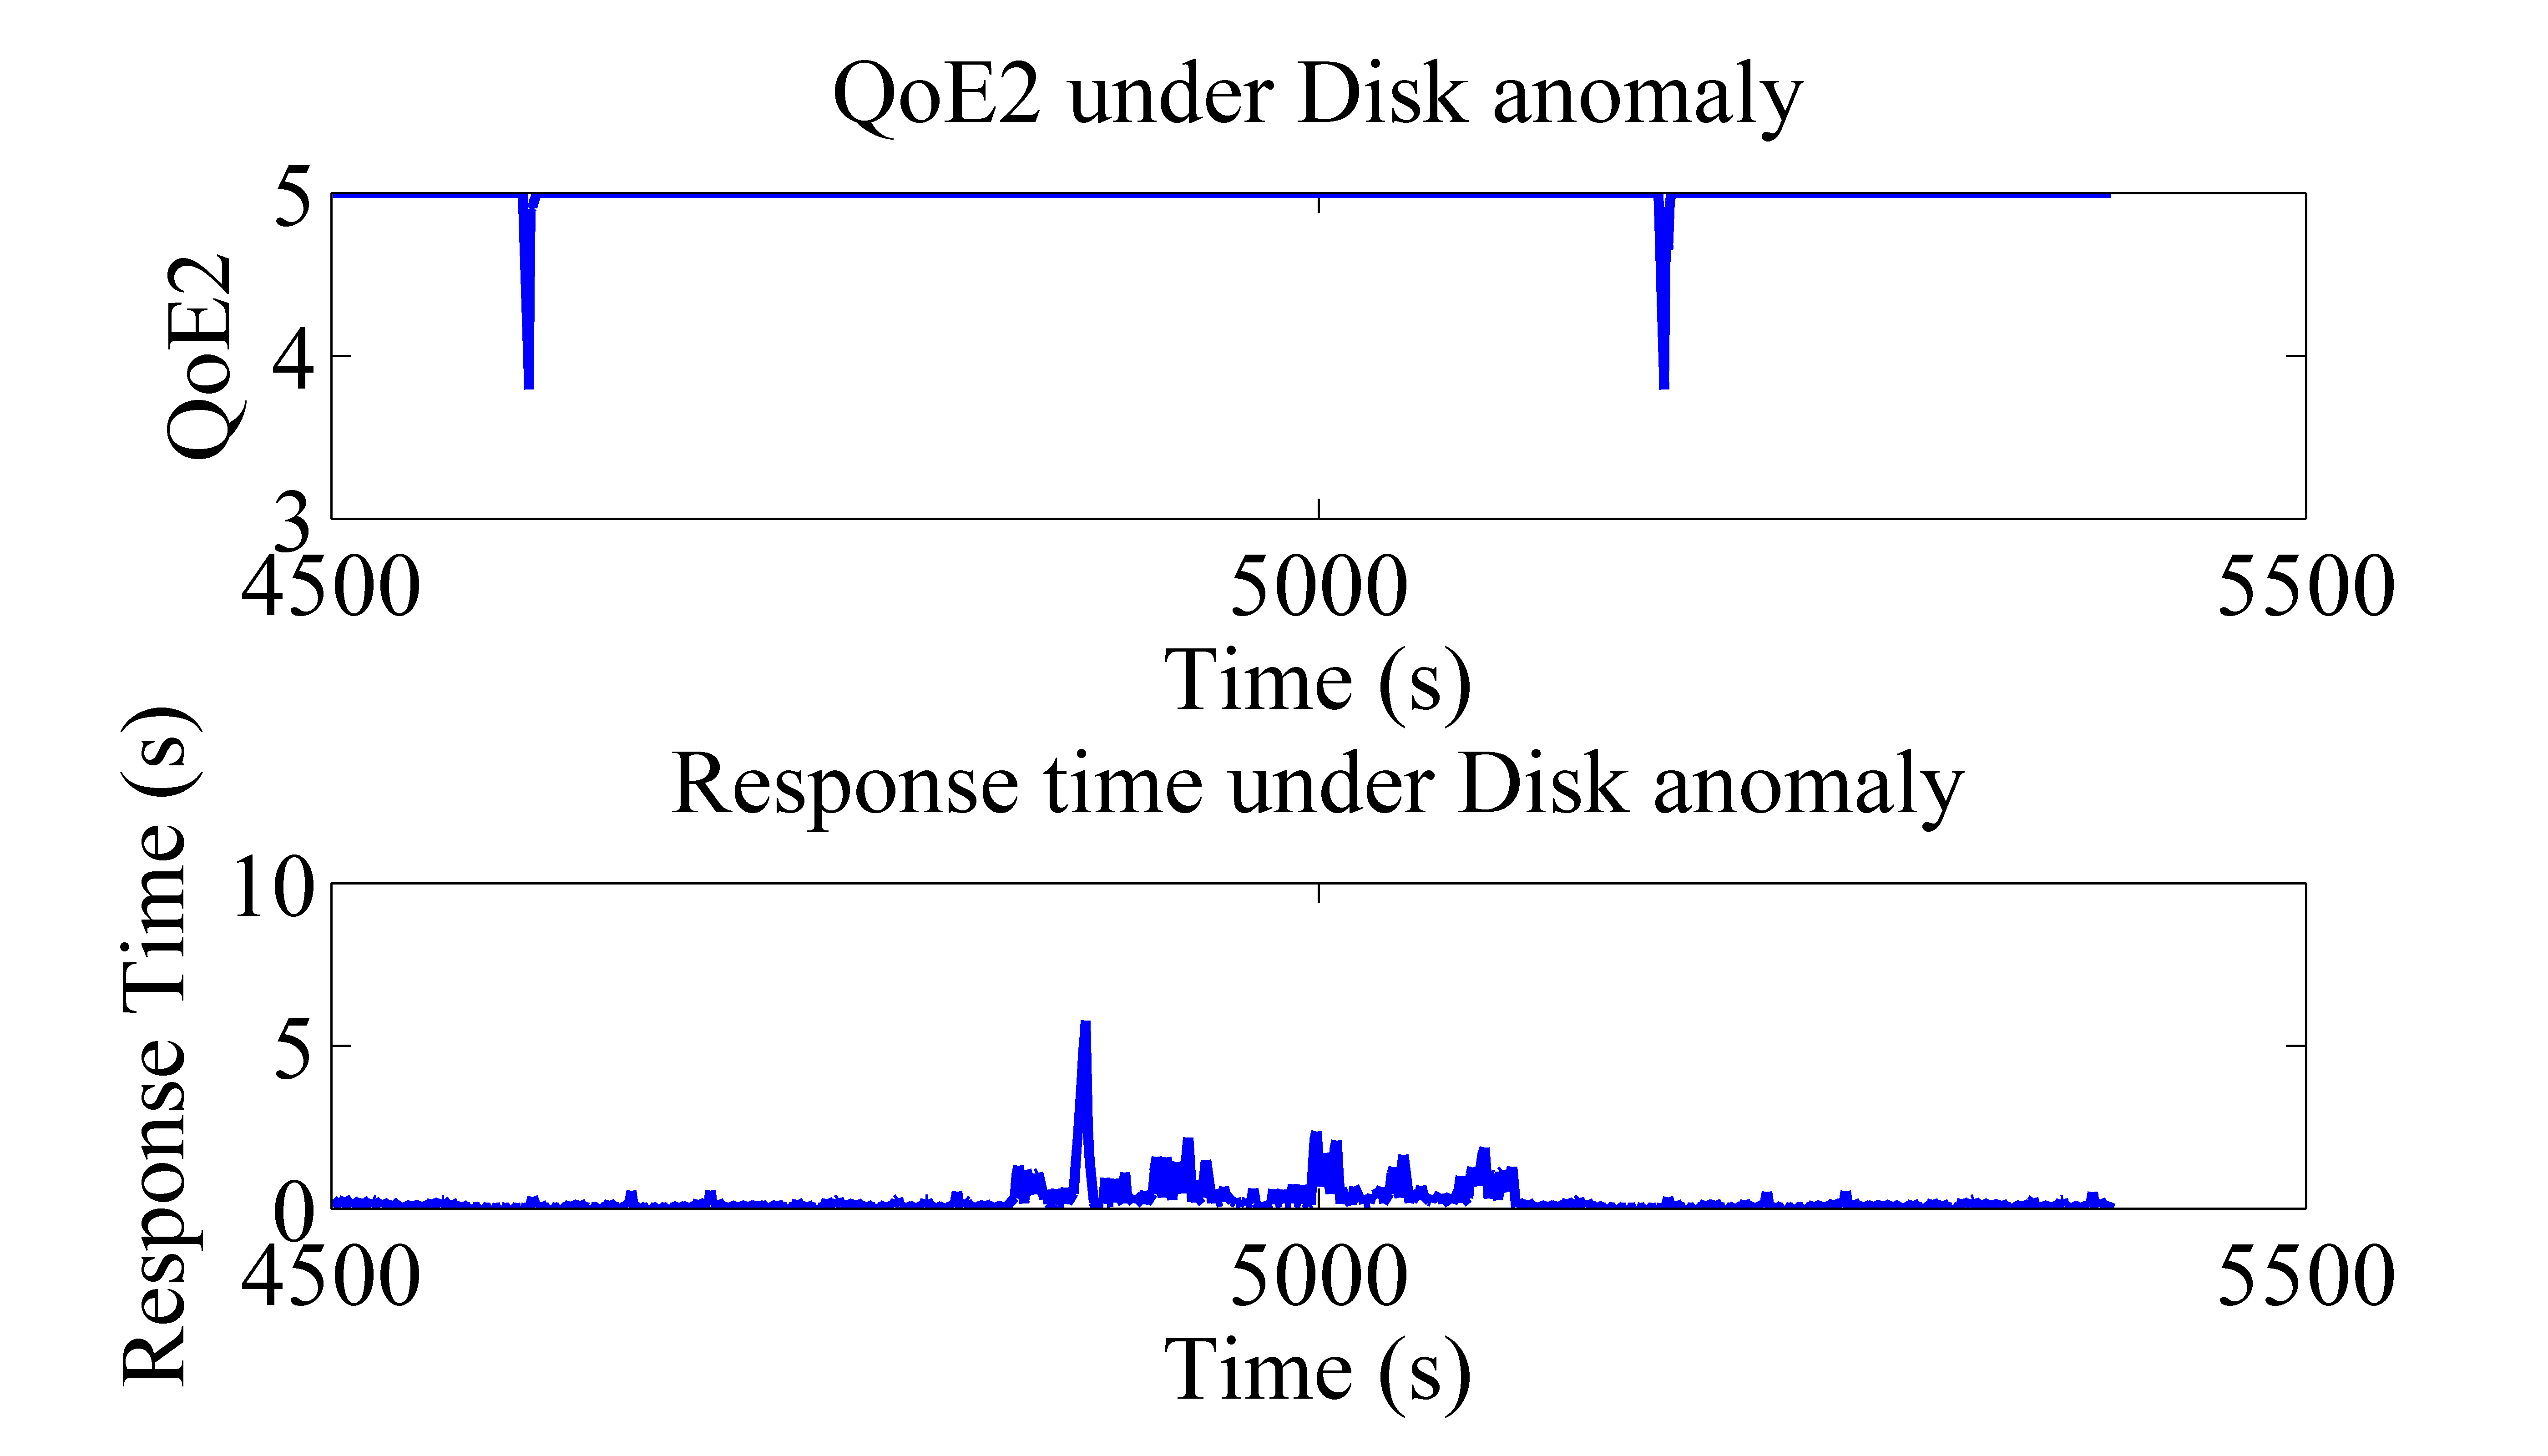 QoE2 under Disk anomaly
5
4
3
QoE2
4500 5000 5500
Time (s)
Response time under Disk anomaly
10
5
0
Response Time (s)
4500 5000 5500
Time (s)